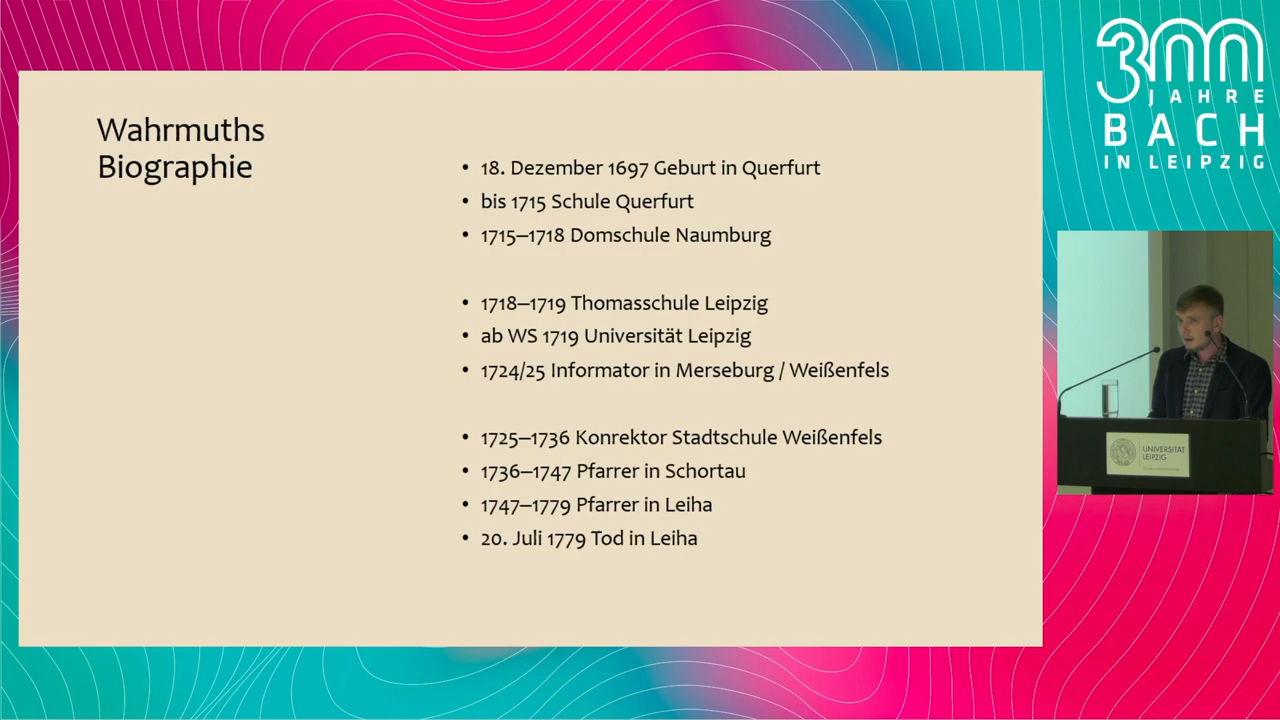 Wahrmuths
Biographie
• 18. Dezember 1697 Geburt in Querfurt
• bis 1715 Schule Querfurt
• 1715–1718 Domschule Naumburg
• 1718–1719 Thomasschule Leipzig
• ab WS 1719 Universität Leipzig
• 1724/25 Informator in Merseburg / Weißenfels
• 1725–1736 Konrektor Stadtschule Weißenfels
• 1736–1747 Pfarrer in Schortau
• 1747–1779 Pfarrer in Leiha
• 20. Juli 1779 Tod in Leiha
300
JAHRE
BACH
IN LEIPZIG
UNIVERSITÄT
LEIPZIG